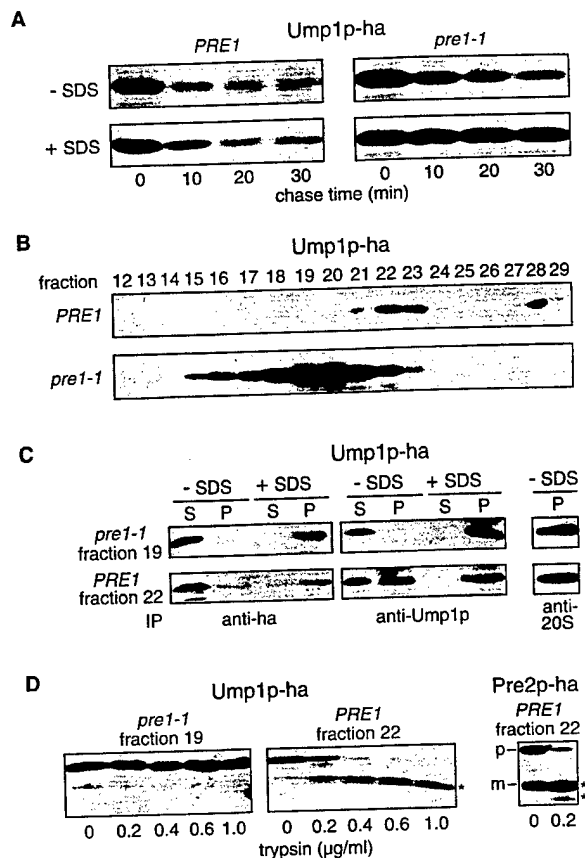 A
Ump1p-ha
PRE1
pre1-1
- SDS
+ SDS
0 10 20 30 0 10 20 30
chase time (min)
B
Ump1p-ha
fraction 12 13 14 15 16 17 18 19 20 21 22 23 24 25 26 27 28 29
PRE1
pre1-1
C
Ump1p-ha
- SDS + SDS - SDS + SDS - SDS
S P S P S P S P P
pre1-1
fraction 19
PRE1
fraction 22
IP anti-ha anti-Ump1p anti-
20S
D
Ump1p-ha
Pre2p-ha
pre1-1
fraction 19
PRE1
fraction 22
PRE1
fraction 22
p
m
*
*
*
0 0.2 0.4 0.6 1.0 0 0.2 0.4 0.6 1.0 0 0.2
trypsin (µg/ml)